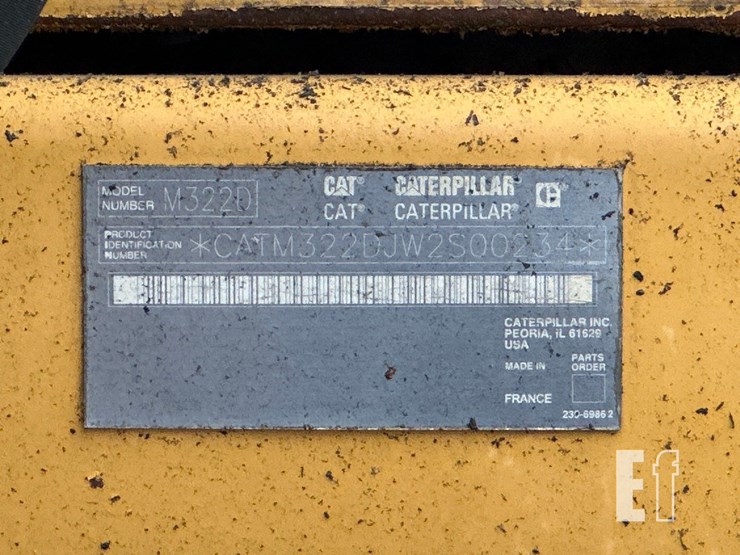 MODEL NUMBER M322D
CAT® CATERPILLAR®
CAT® CATERPILLAR®
PRODUCT IDENTIFICATION NUMBER *CATM322DJW2S00234*
CATERPILLAR INC.
PEORIA, IL 61629
USA
MADE IN
PARTS ORDER
FRANCE
230-6986 2
Ef